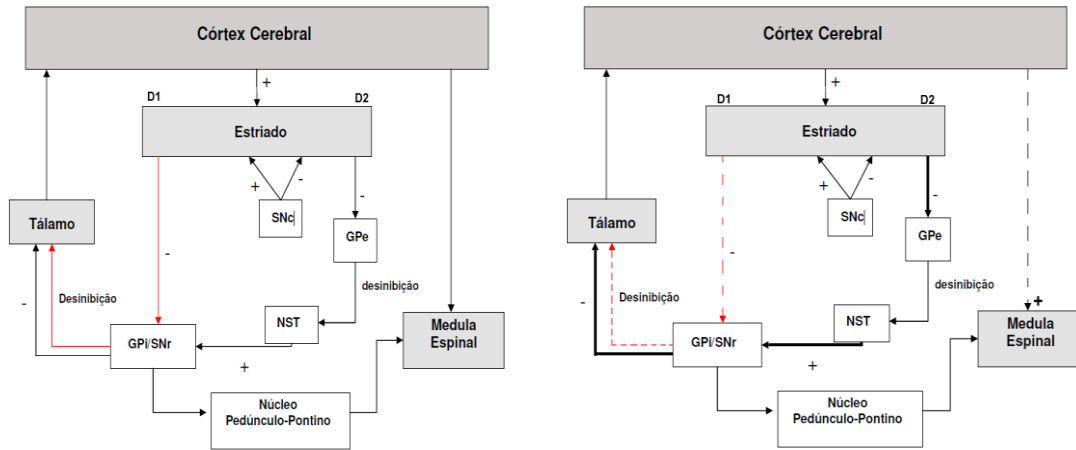 Córtex Cerebral
+
D1
D2
Estriado
-
+
-
SNc
Tálamo
GPe
-
-
Desinibição
desinibição
NST
GPI/SNr
Medula
Espinal
+
Núcleo
Pedúnculo-Pontino
Córtex Cerebral
+
D1
D2
Estriado
-
+
-
SNc
Tálamo
GPe
-
-
Desinibição
desinibição
NST
GPI/SNr
+
Medula
Espinal
+
Núcleo
Pedúnculo-Pontino